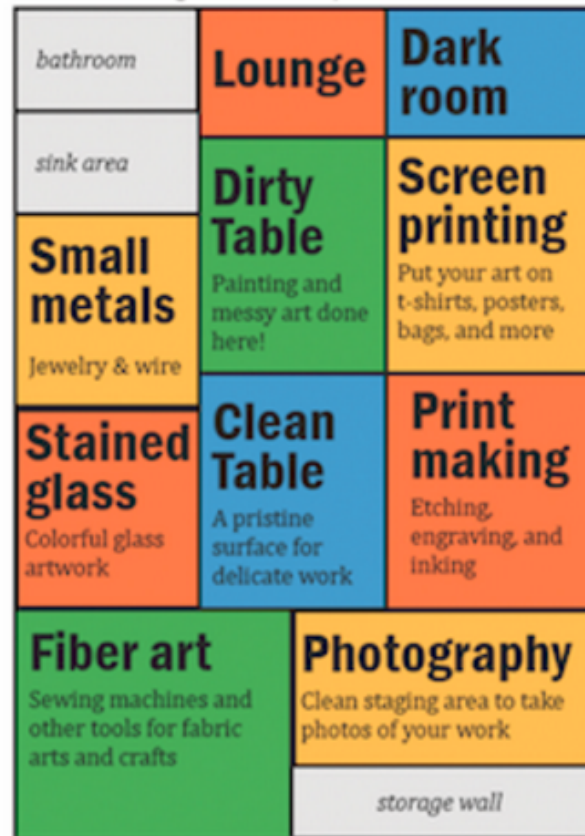 bathroom
sink area
Small
metals
Jewelry & wire
Stained
glass
Colorful glass
artwork
Lounge
Dirty
Table
Painting and
messy art done
here!
Clean
Table
A pristine
surface for
delicate work
Dark
room
Screen
printing
Put your art on
t-shirts, posters,
bags, and more
Print
making
Etching,
engraving, and
inking
Fiber art
Sewing machines and
other tools for fabric
arts and crafts
Photography
Clean staging area to take
photos of your work
storage wall